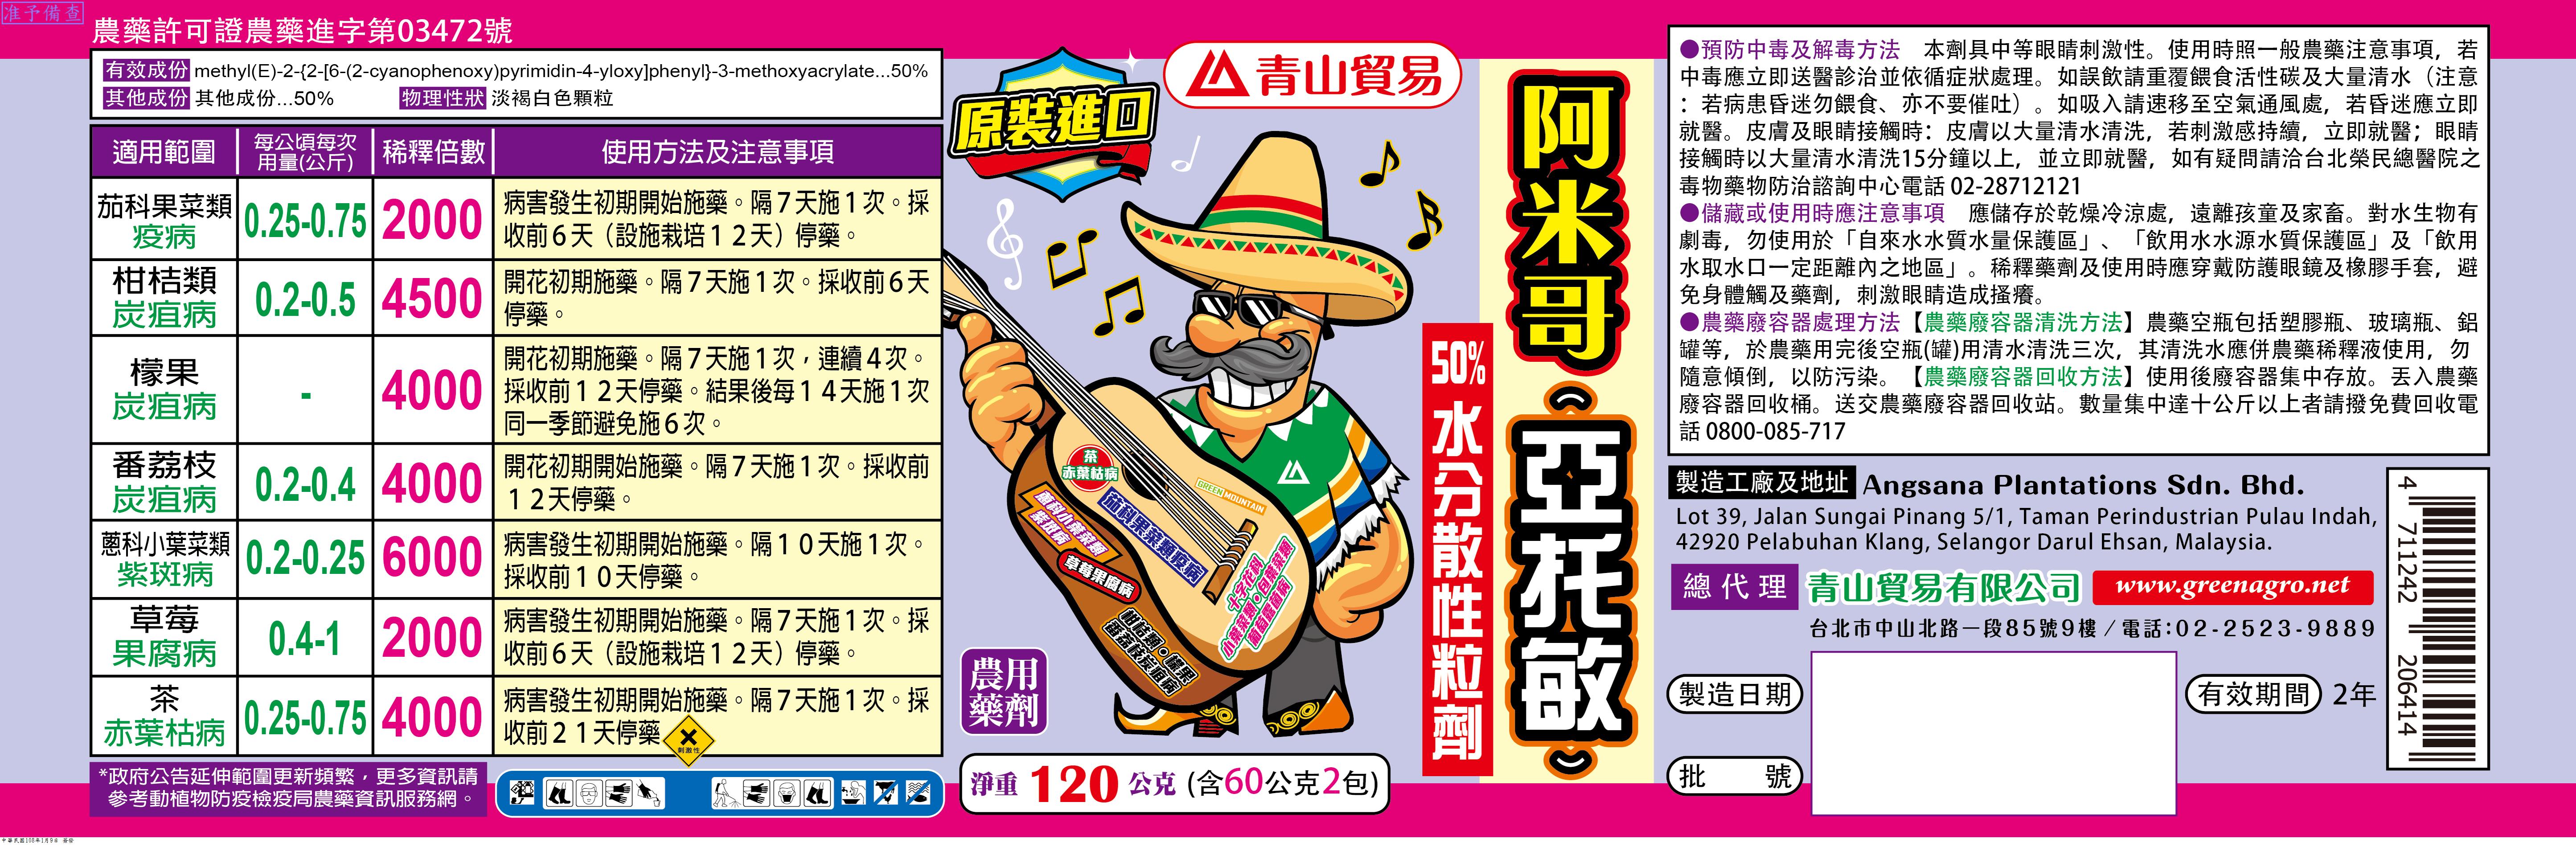 准予備查
農藥許可證農藥進字第03472號
有效成份 methyl(E)-2-{2-[6-(2-cyanophenoxy)pyrimidin-4-yloxy]phenyl}-3-methoxyacrylate...50%
其他成份 其他成份...50% 物理性狀 淡褐白色顆粒
適用範圍 每公頃每次用量(公斤) 稀釋倍數 使用方法及注意事項
茄科果菜類 疫病 0.25-0.75 2000 病害發生初期開始施藥。隔7天施1次。採
收前6天（設施栽培12天）停藥。
柑桔類 炭疽病 0.2-0.5 4500 開花初期施藥。隔7天施1次。採收前6天
停藥。
檬果 炭疽病 - 4000 開花初期施藥。隔7天施1次，連續4次。
採收前12天停藥。結果後每14天施1次
同一季節避免施6次。
番荔枝 炭疽病 0.2-0.4 4000 開花初期開始施藥。隔7天施1次。採收前
12天停藥。
蔥科小葉菜類 紫斑病 0.2-0.25 6000 病害發生初期開始施藥。隔10天施1次。
採收前10天停藥。
草莓 果腐病 0.4-1 2000 病害發生初期開始施藥。隔7天施1次。採
收前6天（設施栽培12天）停藥。
茶 赤葉枯病 0.25-0.75 4000 病害發生初期開始施藥。隔7天施1次。採
收前21天停藥
刺激性
*政府公告延伸範圍更新頻繁，更多資訊請
參考動植物防疫檢疫局農藥資訊服務網。
原裝進口
青山貿易
茶
赤葉枯病
GREEN MOUNTAIN
蔥科小葉菜類
紫斑病
茄科果菜類疫病
草莓果腐病
十字花科
小葉菜類•包葉菜類
葡萄露菌病
柑桔類•檬果
番荔枝炭疽病
農用
藥劑
淨重 120 公克 (含60公克2包)
50% 水分散性粒劑
阿米哥
(亞托敏)
●預防中毒及解毒方法 本劑具中等眼睛刺激性。使用時照一般農藥注意事項，若
中毒應立即送醫診治並依循症狀處理。如誤飲請重覆餵食活性碳及大量清水（注意
：若病患昏迷勿餵食、亦不要催吐）。如吸入請速移至空氣通風處，若昏迷應立即
就醫。皮膚及眼睛接觸時：皮膚以大量清水清洗，若刺激感持續，立即就醫；眼睛
接觸時以大量清水清洗15分鐘以上，並立即就醫，如有疑問請洽台北榮民總醫院之
毒物藥物防治諮詢中心電話 02-28712121
●儲藏或使用時應注意事項 應儲存於乾燥冷涼處，遠離孩童及家畜。對水生物有
劇毒，勿使用於「自來水水質水量保護區」、「飲用水水源水質保護區」及「飲用
水取水口一定距離內之地區」。稀釋藥劑及使用時應穿戴防護眼鏡及橡膠手套，避
免身體觸及藥劑，刺激眼睛造成搔癢。
●農藥廢容器處理方法【農藥廢容器清洗方法】農藥空瓶包括塑膠瓶、玻璃瓶、鋁
罐等，於農藥用完後空瓶(罐)用清水清洗三次，其清洗水應併農藥稀釋液使用，勿
隨意傾倒，以防污染。【農藥廢容器回收方法】使用後廢容器集中存放。丟入農藥
廢容器回收桶。送交農藥廢容器回收站。數量集中達十公斤以上者請撥免費回收電
話 0800-085-717
製造工廠及地址 Angsana Plantations Sdn. Bhd.
Lot 39, Jalan Sungai Pinang 5/1, Taman Perindustrian Pulau Indah,
42920 Pelabuhan Klang, Selangor Darul Ehsan, Malaysia.
總代理 青山貿易有限公司 www.greenagro.net
台北市中山北路一段85號9樓／電話：02-2523-9889
製造日期
有效期間 2年
批號
4 711242 206414